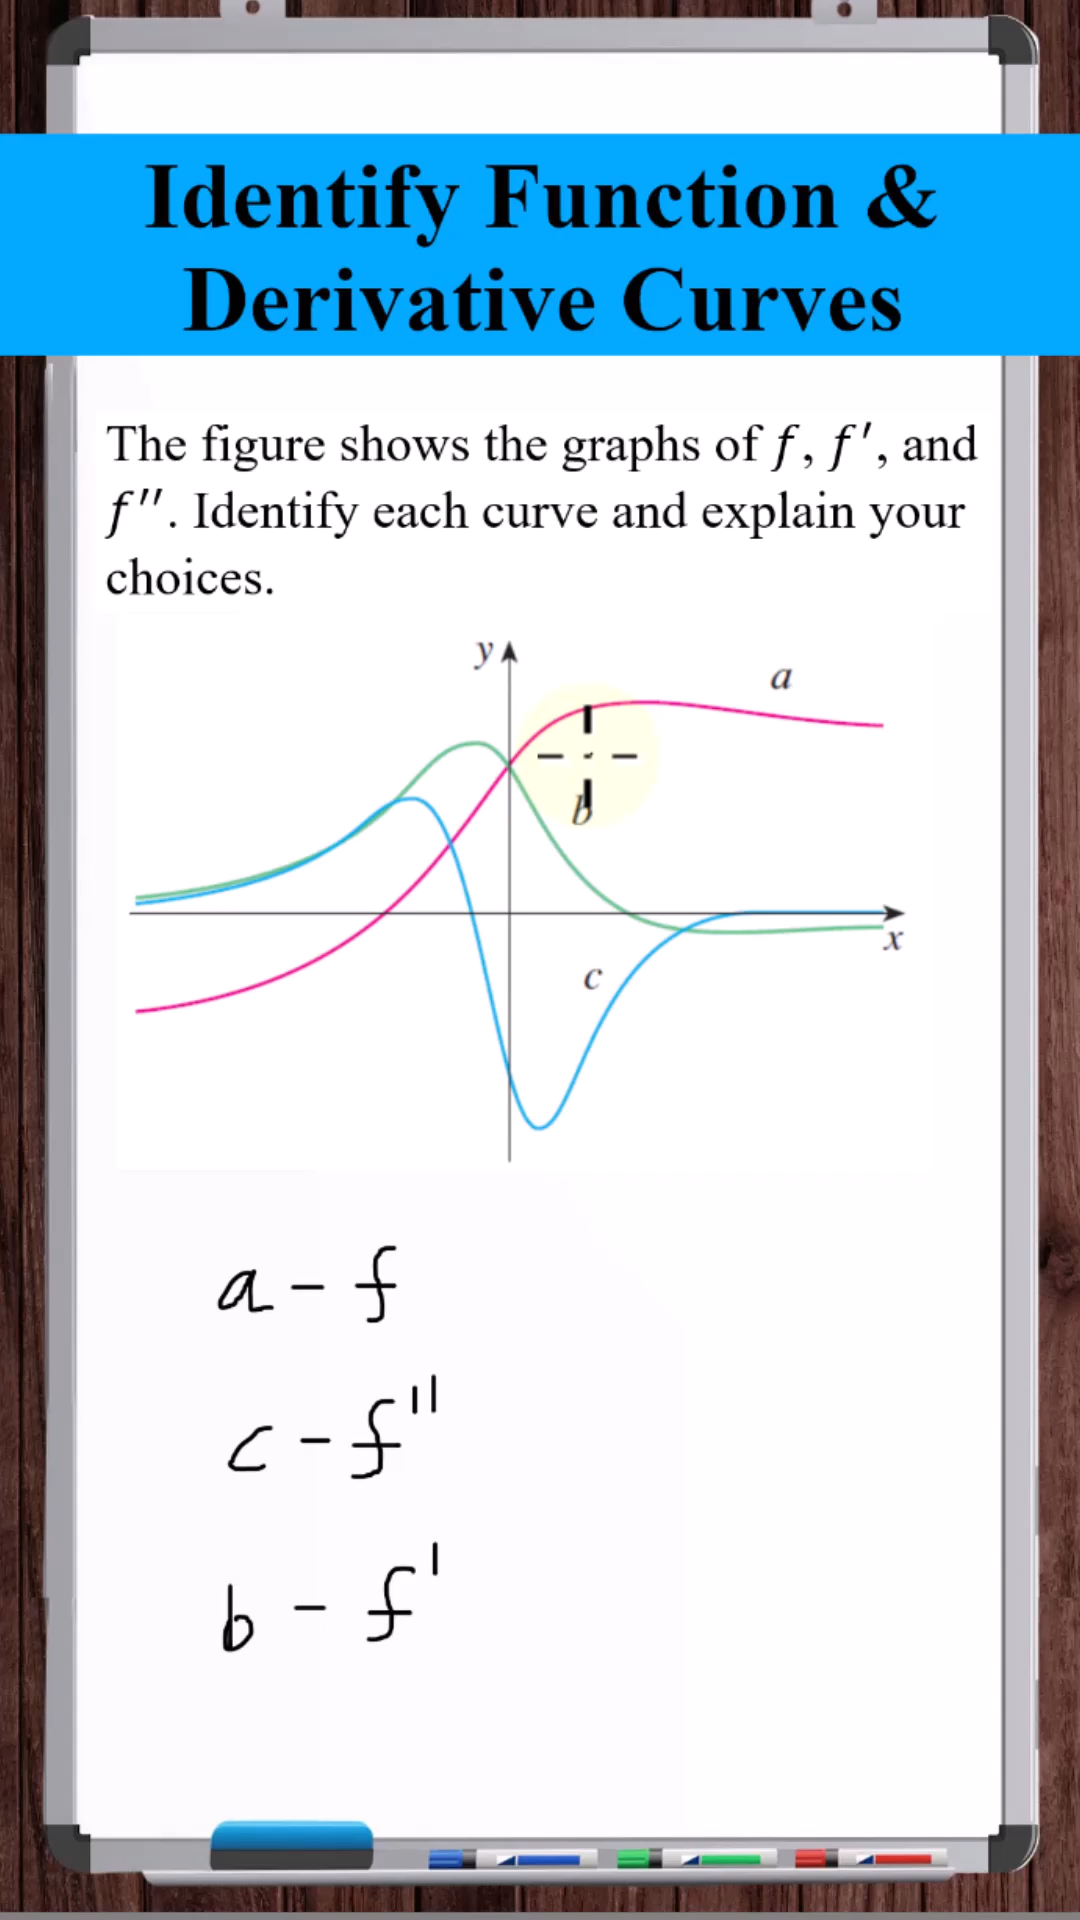 Identify Function &
Derivative Curves
The figure shows the graphs of f, f′, and
f″. Identify each curve and explain your
choices.
y
a
b
x
c
a - f
c - f"
b - f'